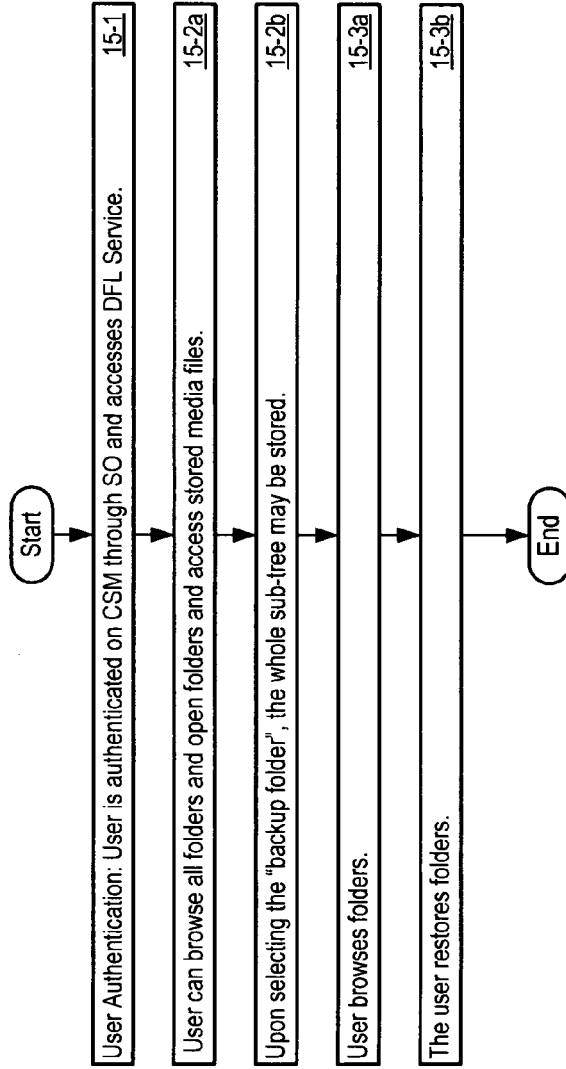 Start
User Authentication: User is authenticated on CSM through SO and accesses DFL Service. 15-1
User can browse all folders and open folders and access stored media files. 15-2a
Upon selecting the "backup folder", the whole sub-tree may be stored. 15-2b
User browses folders. 15-3a
The user restores folders. 15-3b
End